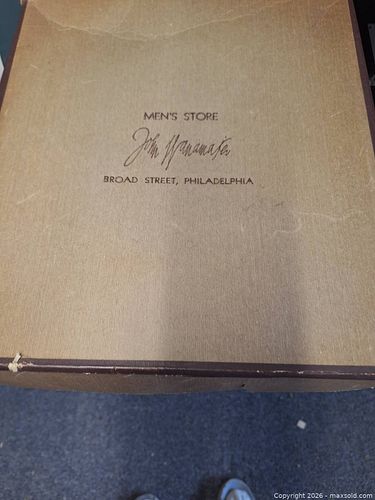 MEN'S STORE
John Wanamaker
BROAD STREET, PHILADELPHIA
Copyright © 2026 - maxsold.com